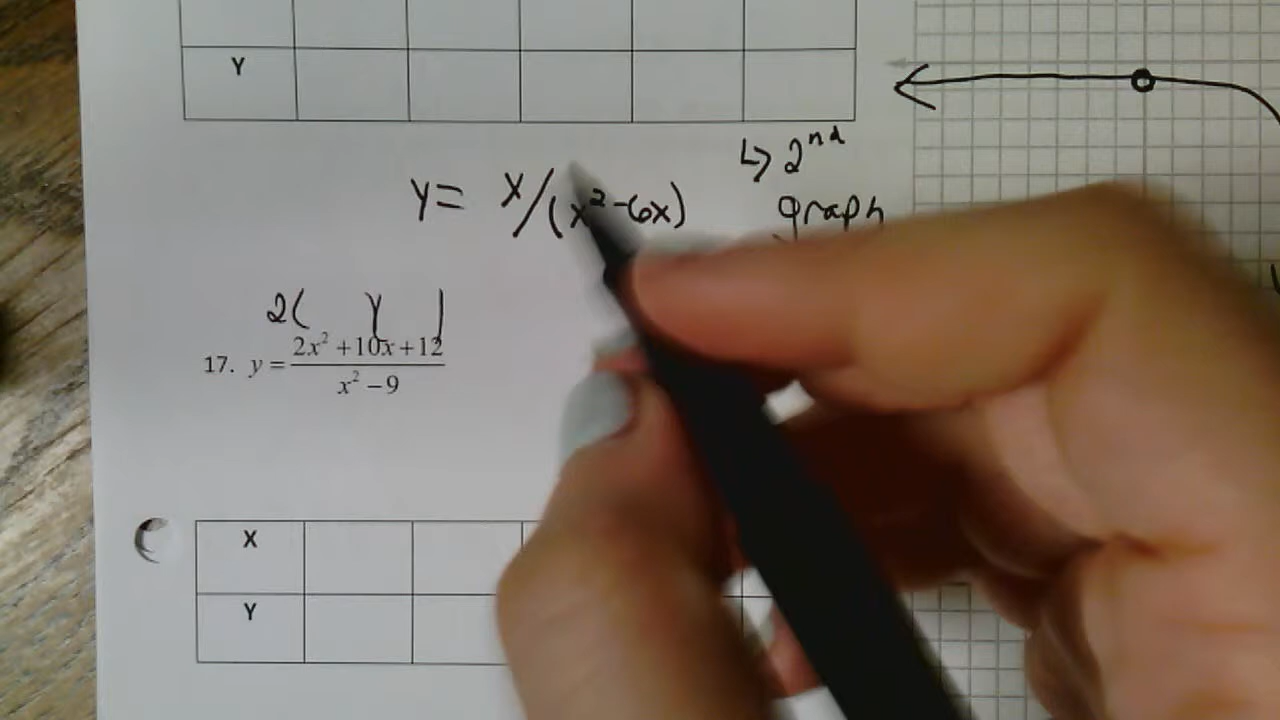 Y
↳ 2nd
y = x/(x²-6x)
graph
2(   )(   )
17. y = (2x² + 10x + 12)/(x² - 9)
X
Y